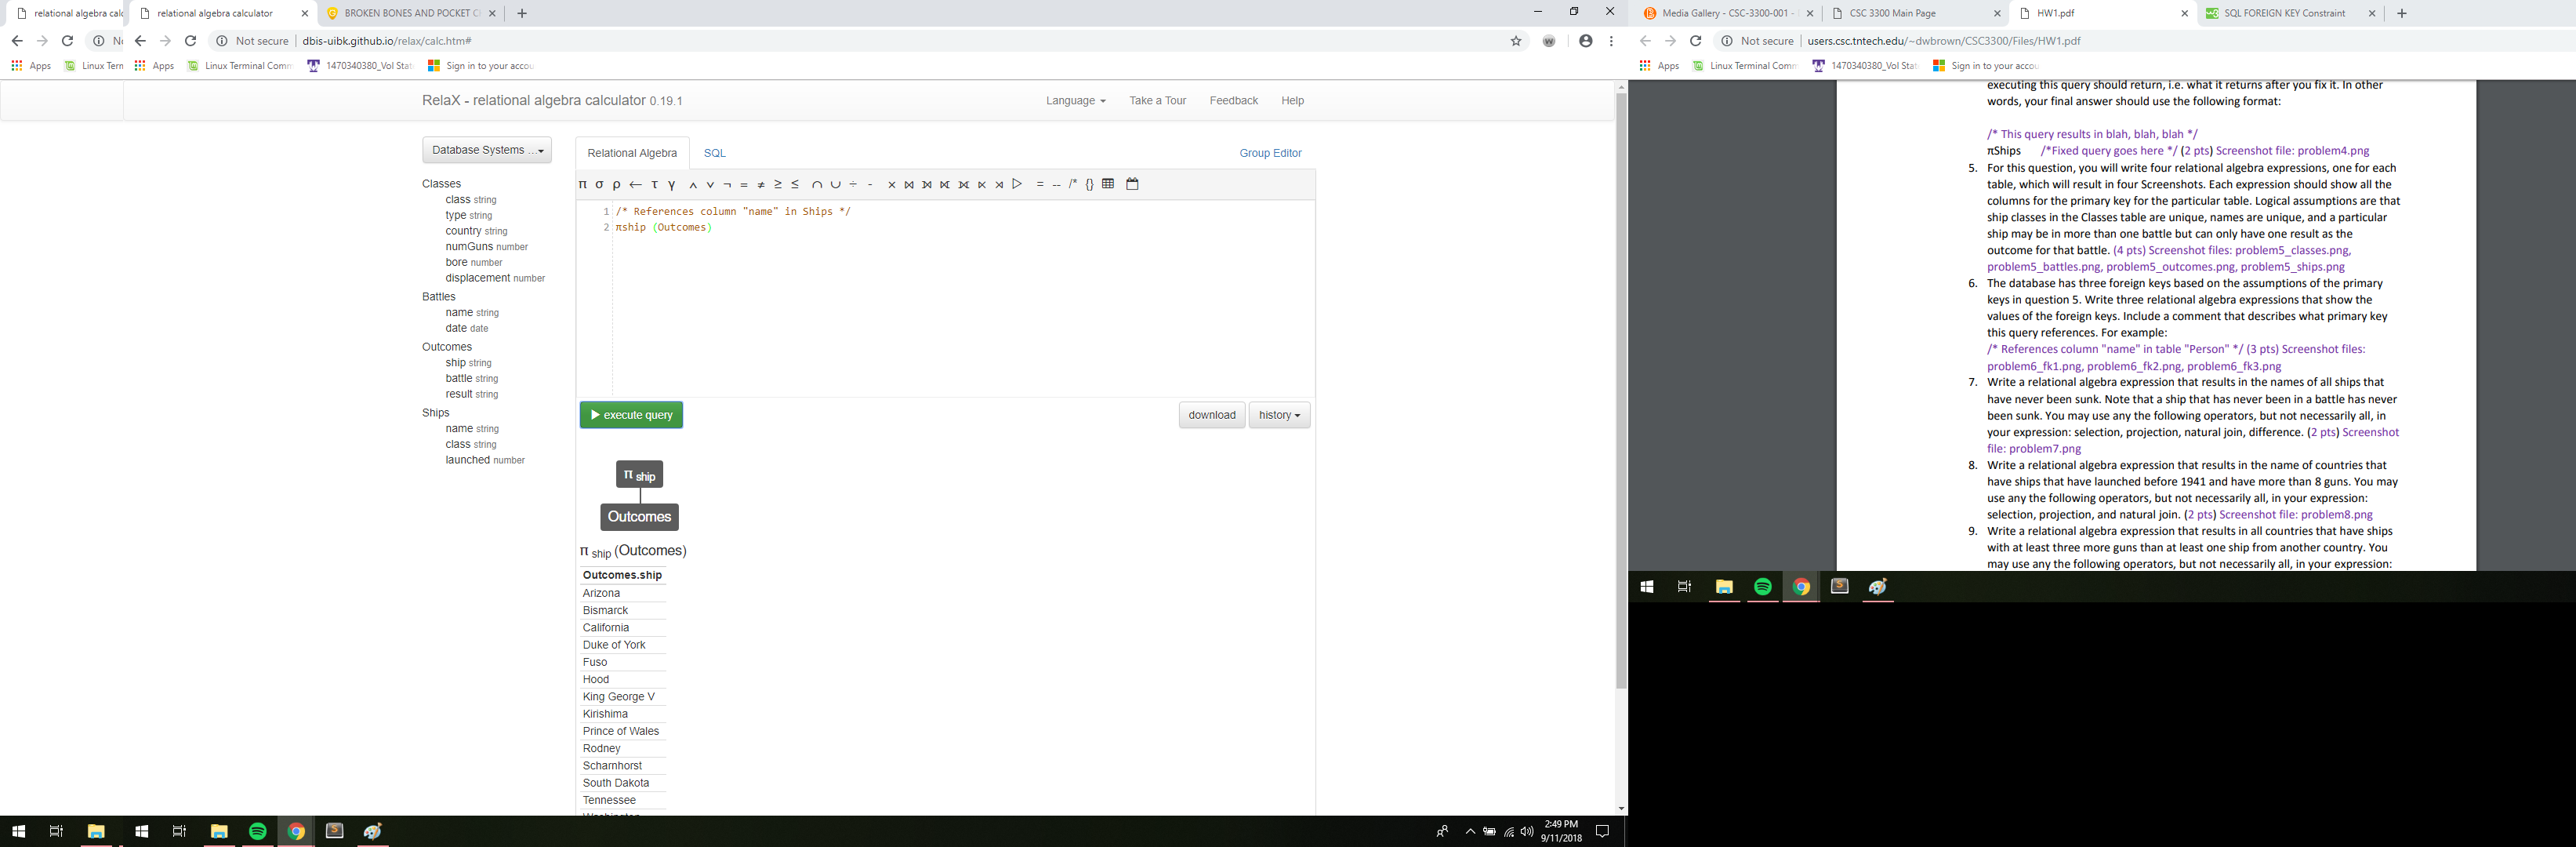 relational algebra calc
relational algebra calculator
BROKEN BONES AND POCKET C
Not secure
dbis-uibk.github.io/relax/calc.htm#
Apps
Linux Tern
Apps
Linux Terminal Comm
1470340380_Vol Stat
Sign in to your accou
RelaX - relational algebra calculator 0.19.1
Language
Take a Tour
Feedback
Help
Database Systems ...
Relational Algebra
SQL
Group Editor
Classes
class string
type string
country string
numGuns number
bore number
displacement number
Battles
name string
date date
Outcomes
ship string
battle string
result string
Ships
name string
class string
launched number
π σ ρ ← τ γ ∧ ∨ ¬ = ≠ ≥ ≤ ∩ ∪ ÷ - ⨯ ⨝ ⟕ ⟖ ⟗ ⋉ ⋊ ▷ = -- /* {}
1 /* References column "name" in Ships */
2 πship (Outcomes)
execute query
download
history
π ship
Outcomes
π ship (Outcomes)
Outcomes.ship
Arizona
Bismarck
California
Duke of York
Fuso
Hood
King George V
Kirishima
Prince of Wales
Rodney
Scharnhorst
South Dakota
Tennessee
Washington
2:49 PM
9/11/2018
Media Gallery - CSC-3300-001 -
CSC 3300 Main Page
HW1.pdf
SQL FOREIGN KEY Constraint
Not secure
users.csc.tntech.edu/~dwbrown/CSC3300/Files/HW1.pdf
Apps
Linux Terminal Comm
1470340380_Vol Stat
Sign in to your accou
executing this query should return, i.e. what it returns after you fix it. In other
words, your final answer should use the following format:
/* This query results in blah, blah, blah */
πShips /*Fixed query goes here */ (2 pts) Screenshot file: problem4.png
5. For this question, you will write four relational algebra expressions, one for each
table, which will result in four Screenshots. Each expression should show all the
columns for the primary key for the particular table. Logical assumptions are that
ship classes in the Classes table are unique, names are unique, and a particular
ship may be in more than one battle but can only have one result as the
outcome for that battle. (4 pts) Screenshot files: problem5_classes.png,
problem5_battles.png, problem5_outcomes.png, problem5_ships.png
6. The database has three foreign keys based on the assumptions of the primary
keys in question 5. Write three relational algebra expressions that show the
values of the foreign keys. Include a comment that describes what primary key
this query references. For example:
/* References column "name" in table "Person" */ (3 pts) Screenshot files:
problem6_fk1.png, problem6_fk2.png, problem6_fk3.png
7. Write a relational algebra expression that results in the names of all ships that
have never been sunk. Note that a ship that has never been in a battle has never
been sunk. You may use any the following operators, but not necessarily all, in
your expression: selection, projection, natural join, difference. (2 pts) Screenshot
file: problem7.png
8. Write a relational algebra expression that results in the name of countries that
have ships that have launched before 1941 and have more than 8 guns. You may
use any the following operators, but not necessarily all, in your expression:
selection, projection, and natural join. (2 pts) Screenshot file: problem8.png
9. Write a relational algebra expression that results in all countries that have ships
with at least three more guns than at least one ship from another country. You
may use any the following operators, but not necessarily all, in your expression: